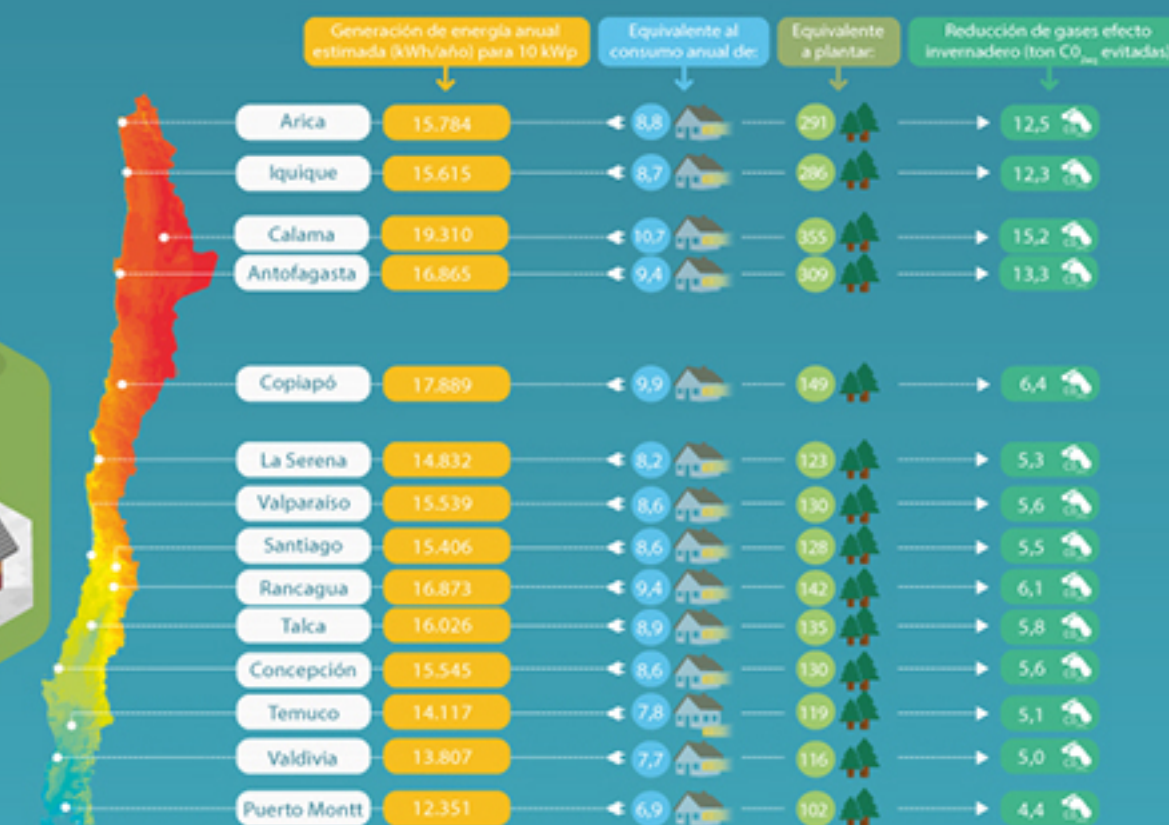 Generación de energía anual
estimada (kWh/año) para 10 kWp
Equivalente al
consumo anual de:
Equivalente
a plantar:
Reducción de gases efecto
invernadero (ton CO2eq evitadas)
Arica 15.784 8,8 291 12,5
Iquique 15.615 8,7 286 12,3
Calama 19.310 10,7 355 15,2
Antofagasta 16.865 9,4 309 13,3
Copiapó 17.889 9,9 149 6,4
La Serena 14.832 8,2 123 5,3
Valparaíso 15.539 8,6 130 5,6
Santiago 15.406 8,6 128 5,5
Rancagua 16.873 9,4 142 6,1
Talca 16.026 8,9 135 5,8
Concepción 15.545 8,6 130 5,6
Temuco 14.117 7,8 119 5,1
Valdivia 13.807 7,7 116 5,0
Puerto Montt 12.351 6,9 102 4,4